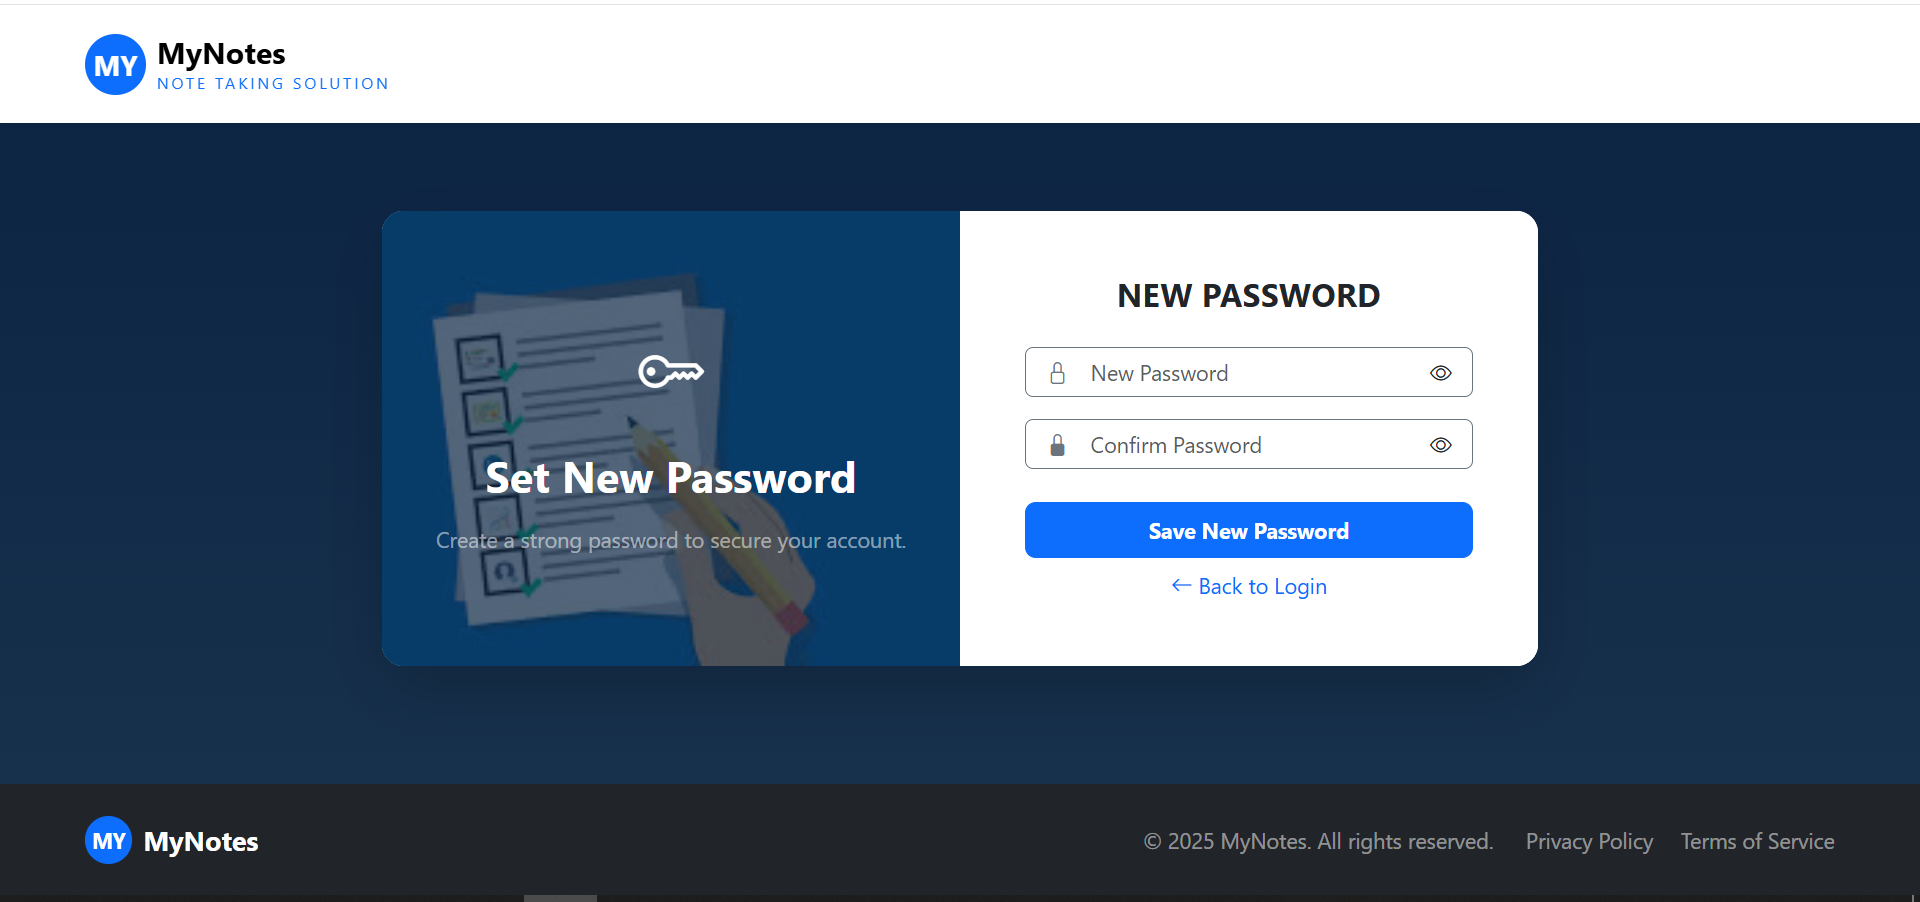 MY
MyNotes
NOTE TAKING SOLUTION
Set New Password
Create a strong password to secure your account.
NEW PASSWORD
New Password
Confirm Password
Save New Password
← Back to Login
MY
MyNotes
© 2025 MyNotes. All rights reserved.
Privacy Policy
Terms of Service